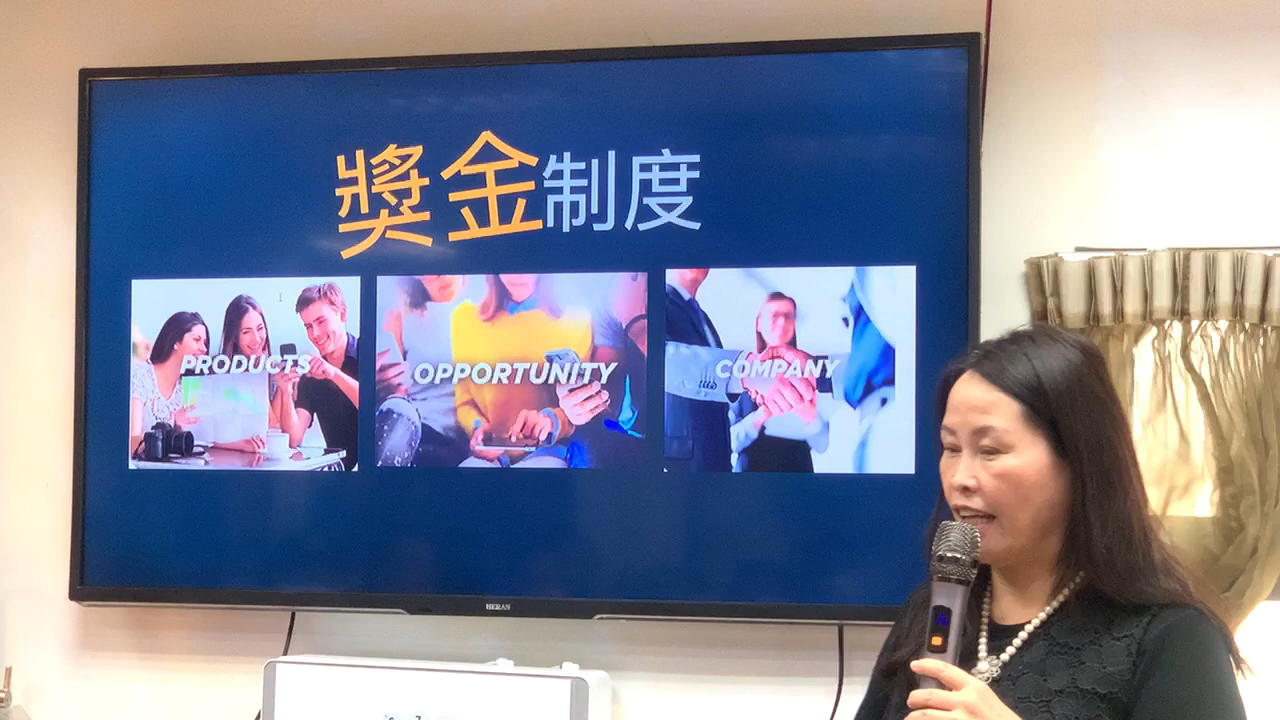 獎金制度
PRODUCTS
OPPORTUNITY
COMPANY
HERAN